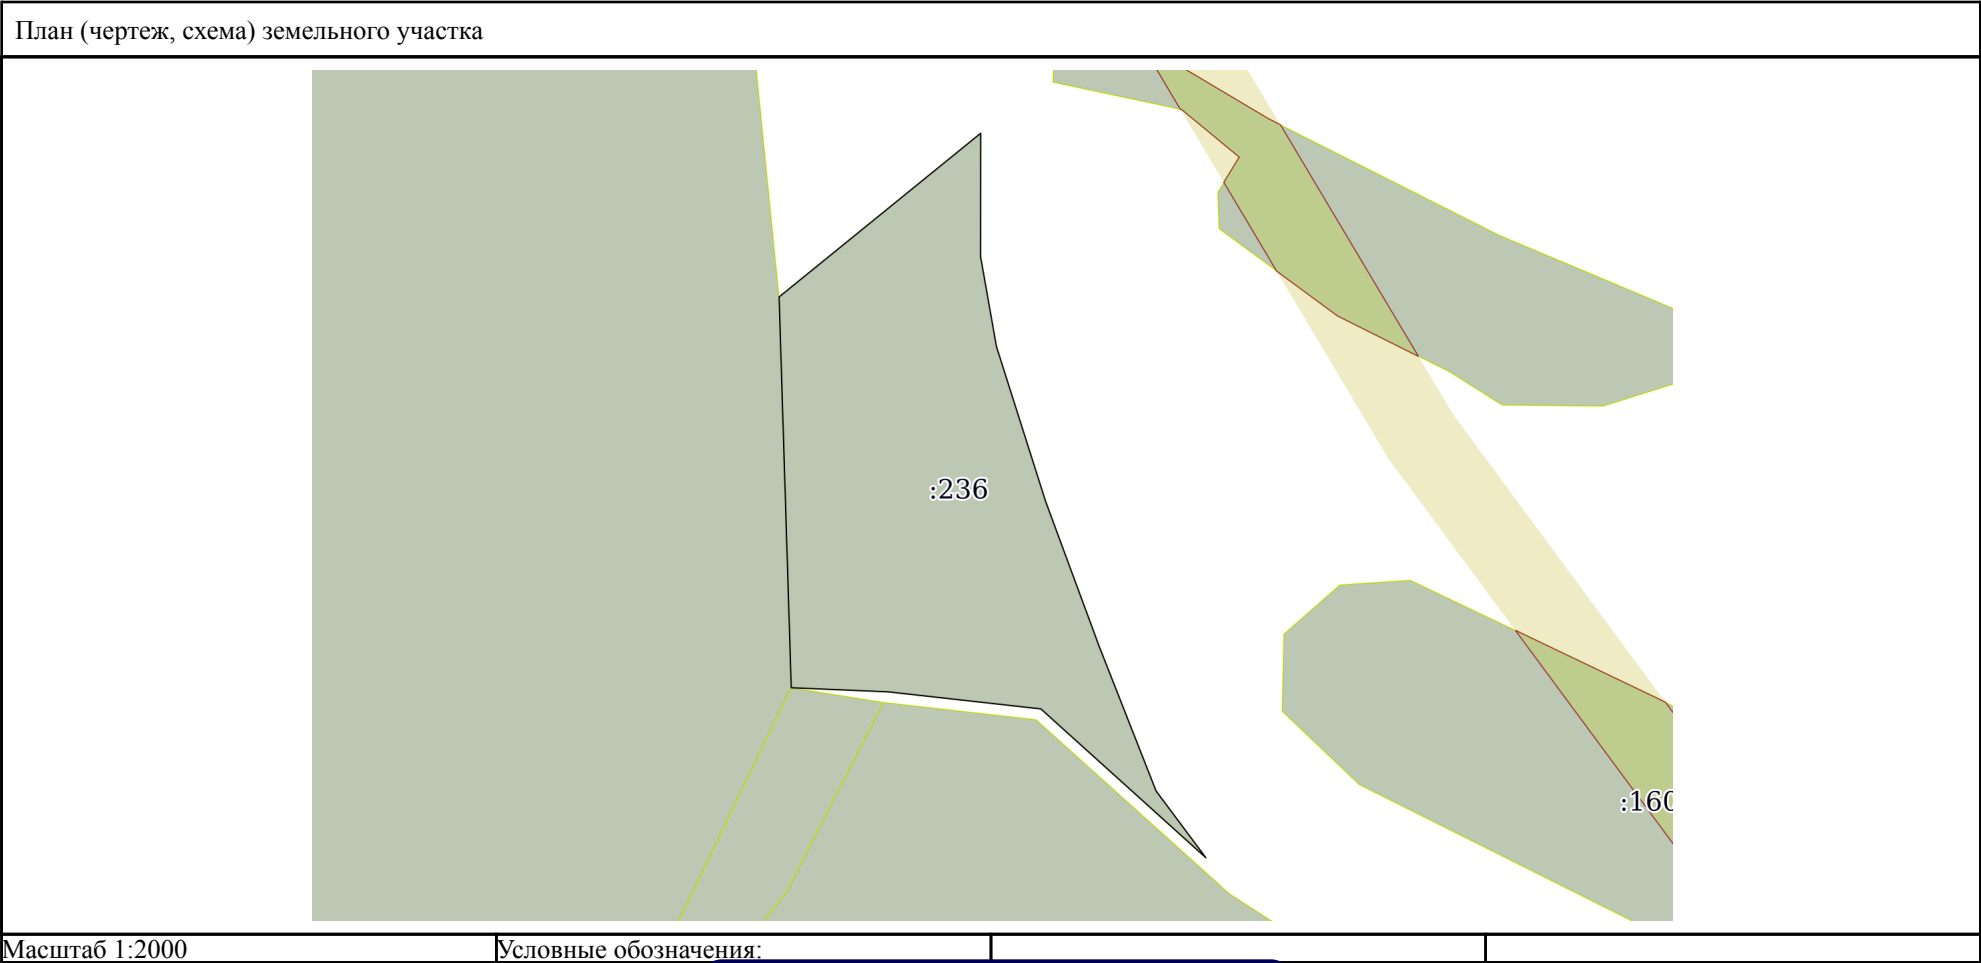 План (чертеж, схема) земельного участка
:236
:160
Масштаб 1:2000
Условные обозначения: